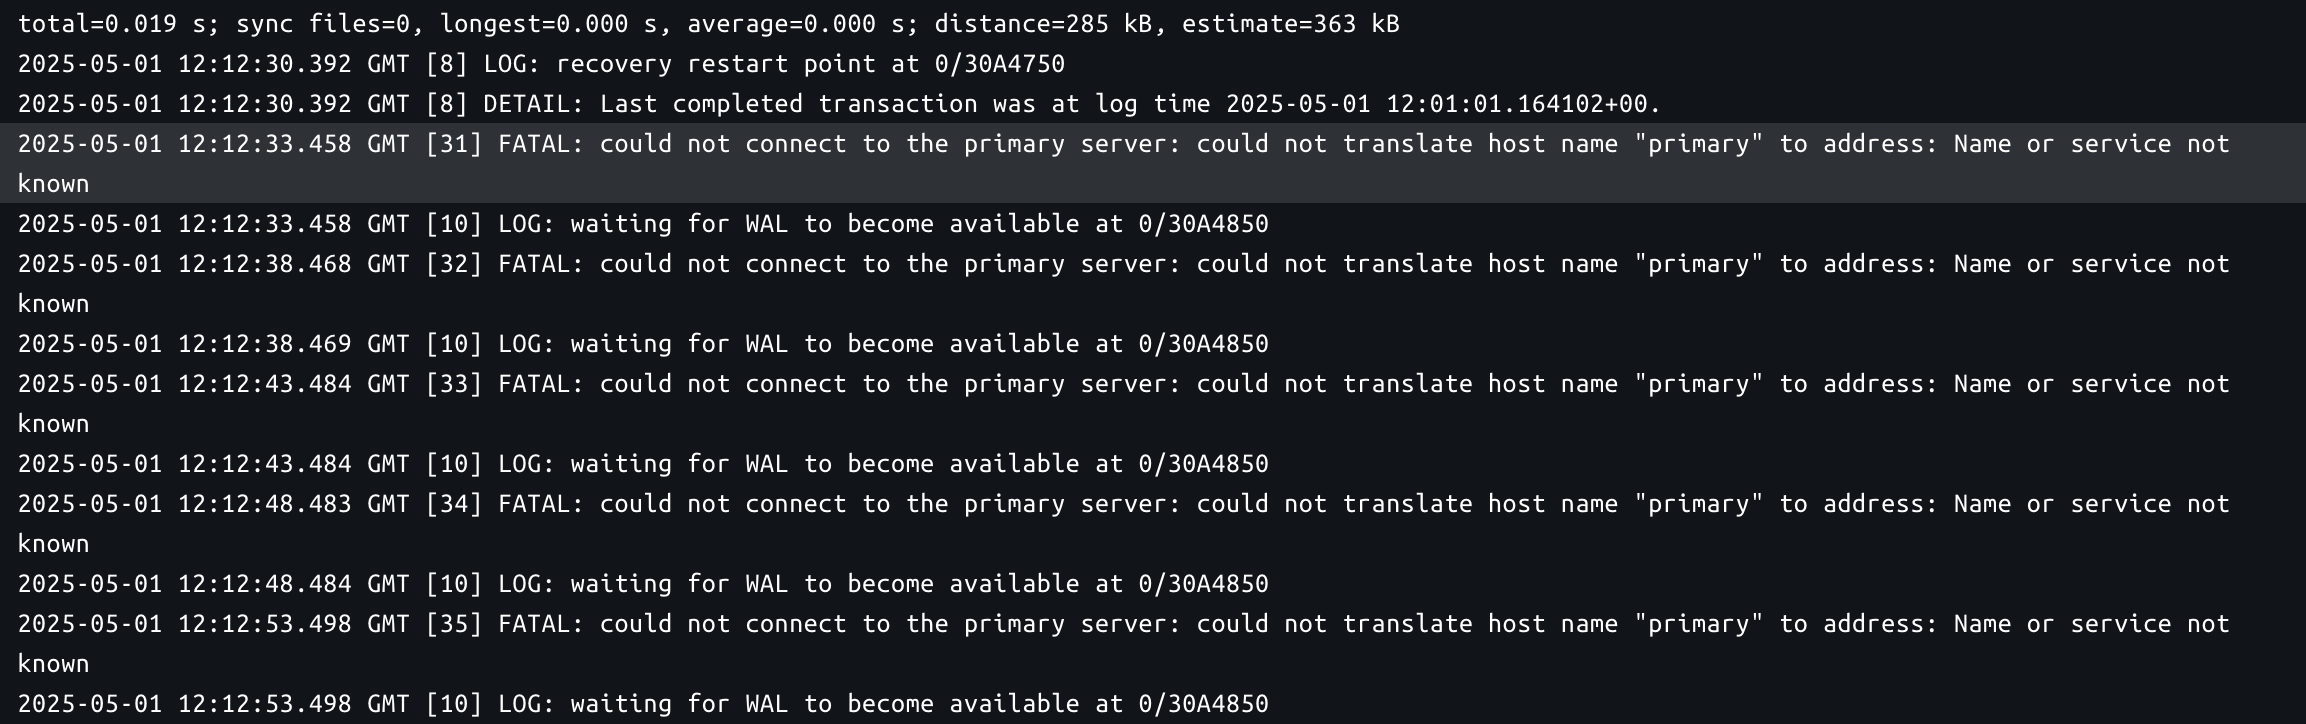 total=0.019 s; sync files=0, longest=0.000 s, average=0.000 s; distance=285 kB, estimate=363 kB
2025-05-01 12:12:30.392 GMT [8] LOG: recovery restart point at 0/30A4750
2025-05-01 12:12:30.392 GMT [8] DETAIL: Last completed transaction was at log time 2025-05-01 12:01:01.164102+00.
2025-05-01 12:12:33.458 GMT [31] FATAL: could not connect to the primary server: could not translate host name "primary" to address: Name or service not
known
2025-05-01 12:12:33.458 GMT [10] LOG: waiting for WAL to become available at 0/30A4850
2025-05-01 12:12:38.468 GMT [32] FATAL: could not connect to the primary server: could not translate host name "primary" to address: Name or service not
known
2025-05-01 12:12:38.469 GMT [10] LOG: waiting for WAL to become available at 0/30A4850
2025-05-01 12:12:43.484 GMT [33] FATAL: could not connect to the primary server: could not translate host name "primary" to address: Name or service not
known
2025-05-01 12:12:43.484 GMT [10] LOG: waiting for WAL to become available at 0/30A4850
2025-05-01 12:12:48.483 GMT [34] FATAL: could not connect to the primary server: could not translate host name "primary" to address: Name or service not
known
2025-05-01 12:12:48.484 GMT [10] LOG: waiting for WAL to become available at 0/30A4850
2025-05-01 12:12:53.498 GMT [35] FATAL: could not connect to the primary server: could not translate host name "primary" to address: Name or service not
known
2025-05-01 12:12:53.498 GMT [10] LOG: waiting for WAL to become available at 0/30A4850